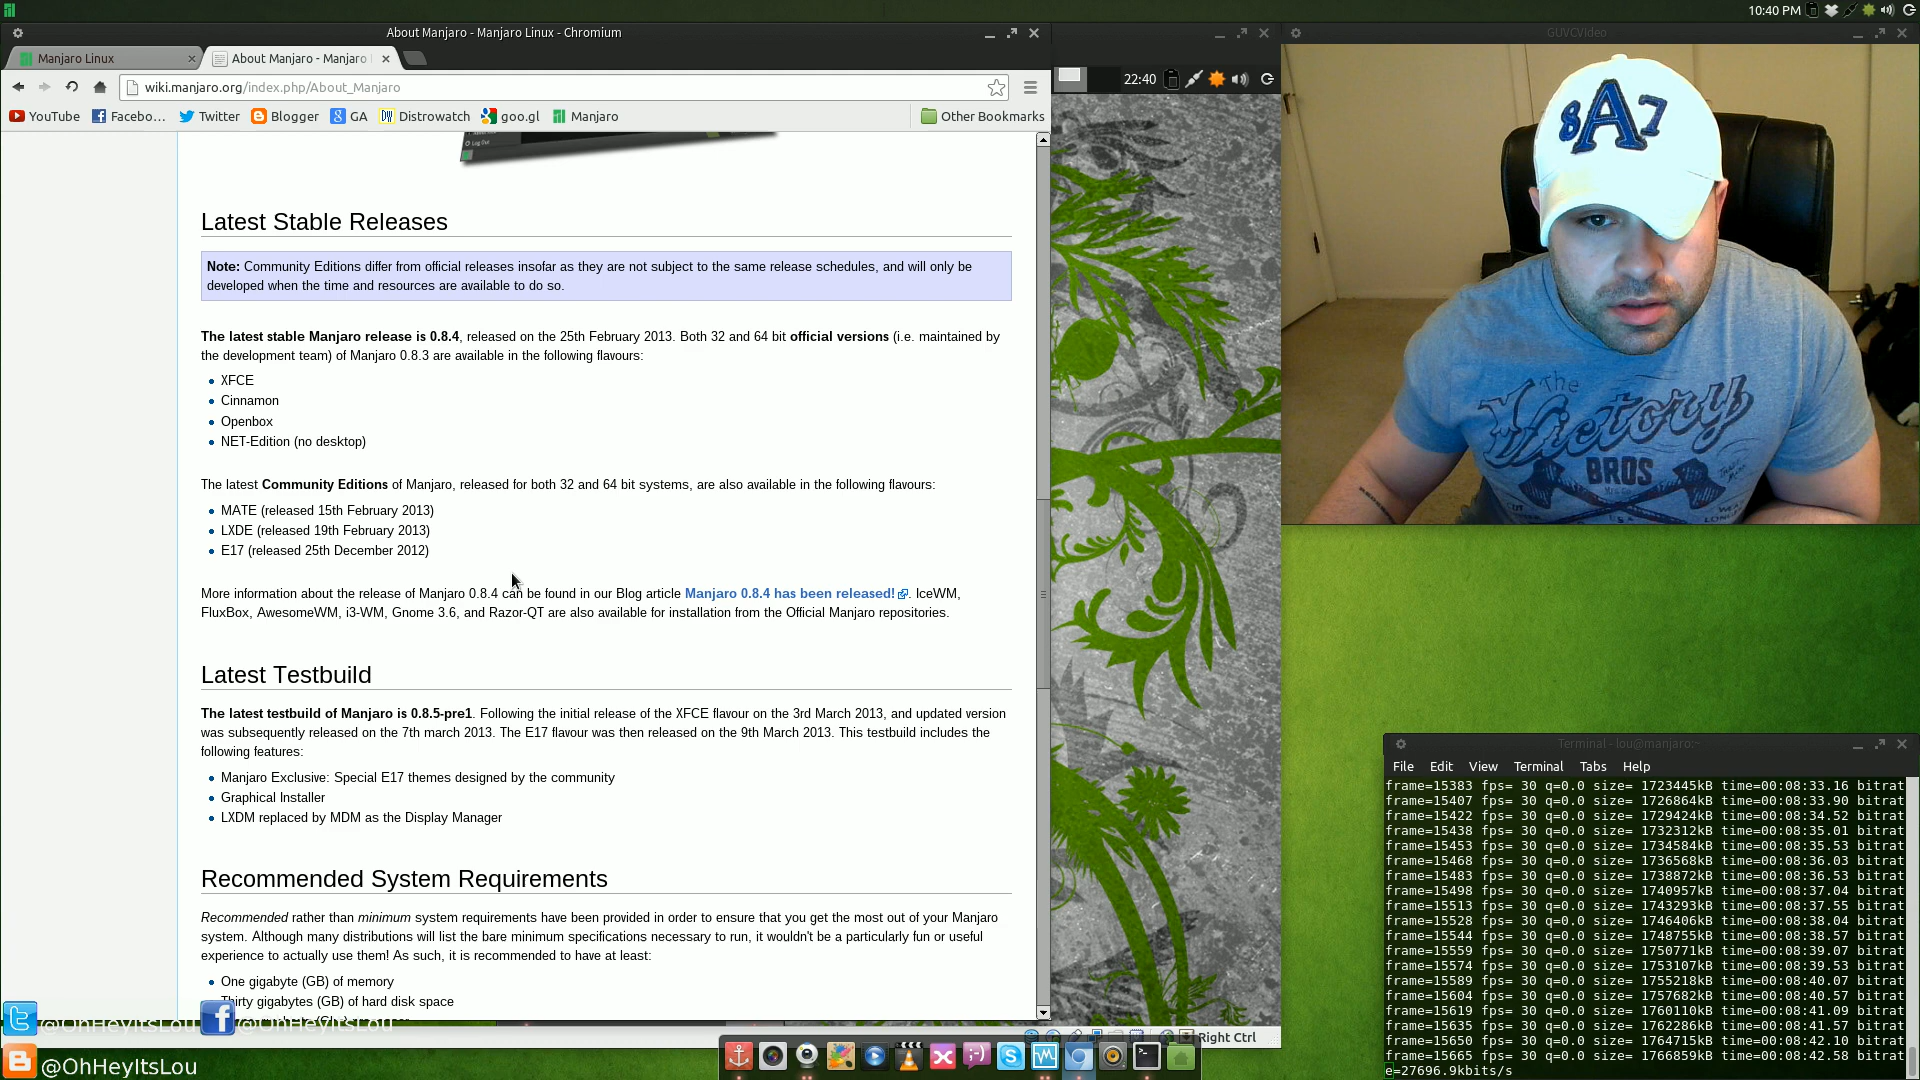 10:40 PM
About Manjaro - Manjaro Linux - Chromium
GUVCVideo
Manjaro Linux
About Manjaro - Manjaro
22:40
wiki.manjaro.org/index.php/About_Manjaro
YouTube Facebo... Twitter Blogger GA Distrowatch goo.gl Manjaro Other Bookmarks
Latest Stable Releases
Note: Community Editions differ from official releases insofar as they are not subject to the same release schedules, and will only be
developed when the time and resources are available to do so.
The latest stable Manjaro release is 0.8.4, released on the 25th February 2013. Both 32 and 64 bit official versions (i.e. maintained by
the development team) of Manjaro 0.8.3 are available in the following flavours:
XFCE
Cinnamon
Openbox
NET-Edition (no desktop)
The latest Community Editions of Manjaro, released for both 32 and 64 bit systems, are also available in the following flavours:
MATE (released 15th February 2013)
LXDE (released 19th February 2013)
E17 (released 25th December 2012)
More information about the release of Manjaro 0.8.4 can be found in our Blog article Manjaro 0.8.4 has been released! . IceWM,
FluxBox, AwesomeWM, i3-WM, Gnome 3.6, and Razor-QT are also available for installation from the Official Manjaro repositories.
Latest Testbuild
The latest testbuild of Manjaro is 0.8.5-pre1. Following the initial release of the XFCE flavour on the 3rd March 2013, and updated version
was subsequently released on the 7th march 2013. The E17 flavour was then released on the 9th March 2013. This testbuild includes the
following features:
Manjaro Exclusive: Special E17 themes designed by the community
Graphical Installer
LXDM replaced by MDM as the Display Manager
Recommended System Requirements
Recommended rather than minimum system requirements have been provided in order to ensure that you get the most out of your Manjaro
system. Although many distributions will list the bare minimum specifications necessary to run, it wouldn't be a particularly fun or useful
experience to actually use them! As such, it is recommended to have at least:
One gigabyte (GB) of memory
Thirty gigabytes (GB) of hard disk space
@OhHeyItsLou @OhHeyItsLou
@OhHeyItsLou
Right Ctrl
8A7
The
Victory
BROS
U.S.A
Terminal - lou@manjaro:~
File Edit View Terminal Tabs Help
frame=15383 fps= 30 q=0.0 size= 1723445kB time=00:08:33.16 bitrat
frame=15407 fps= 30 q=0.0 size= 1726864kB time=00:08:33.90 bitrat
frame=15422 fps= 30 q=0.0 size= 1729424kB time=00:08:34.52 bitrat
frame=15438 fps= 30 q=0.0 size= 1732312kB time=00:08:35.01 bitrat
frame=15453 fps= 30 q=0.0 size= 1734584kB time=00:08:35.53 bitrat
frame=15468 fps= 30 q=0.0 size= 1736568kB time=00:08:36.03 bitrat
frame=15483 fps= 30 q=0.0 size= 1738872kB time=00:08:36.53 bitrat
frame=15498 fps= 30 q=0.0 size= 1740957kB time=00:08:37.04 bitrat
frame=15513 fps= 30 q=0.0 size= 1743293kB time=00:08:37.55 bitrat
frame=15528 fps= 30 q=0.0 size= 1746406kB time=00:08:38.04 bitrat
frame=15544 fps= 30 q=0.0 size= 1748755kB time=00:08:38.57 bitrat
frame=15559 fps= 30 q=0.0 size= 1750771kB time=00:08:39.07 bitrat
frame=15574 fps= 30 q=0.0 size= 1753107kB time=00:08:39.53 bitrat
frame=15589 fps= 30 q=0.0 size= 1755218kB time=00:08:40.07 bitrat
frame=15604 fps= 30 q=0.0 size= 1757682kB time=00:08:40.57 bitrat
frame=15619 fps= 30 q=0.0 size= 1760110kB time=00:08:41.09 bitrat
frame=15635 fps= 30 q=0.0 size= 1762286kB time=00:08:41.57 bitrat
frame=15650 fps= 30 q=0.0 size= 1764715kB time=00:08:42.10 bitrat
frame=15665 fps= 30 q=0.0 size= 1766859kB time=00:08:42.58 bitrat
e=27696.9kbits/s